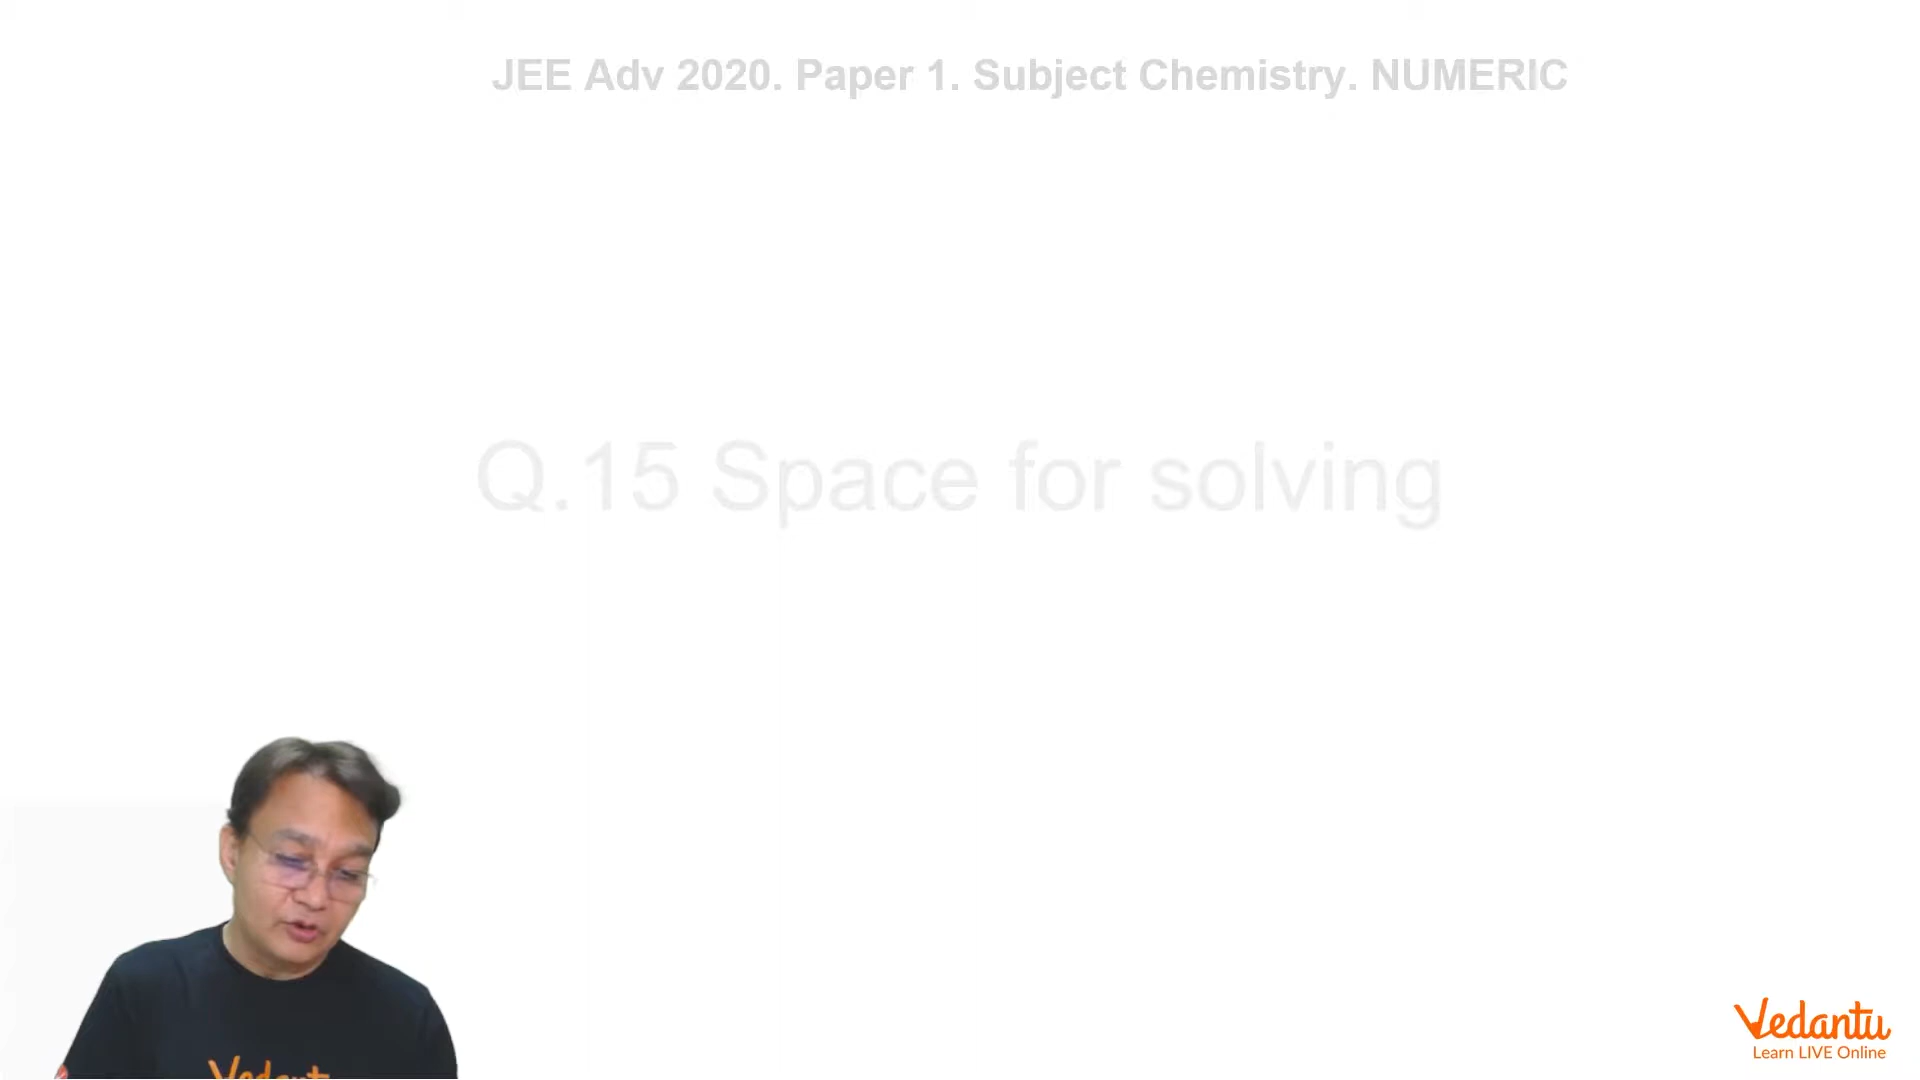 JEE Adv 2020. Paper 1. Subject Chemistry. NUMERIC
Q.15 Space for solving
Vedantu
Learn LIVE Online